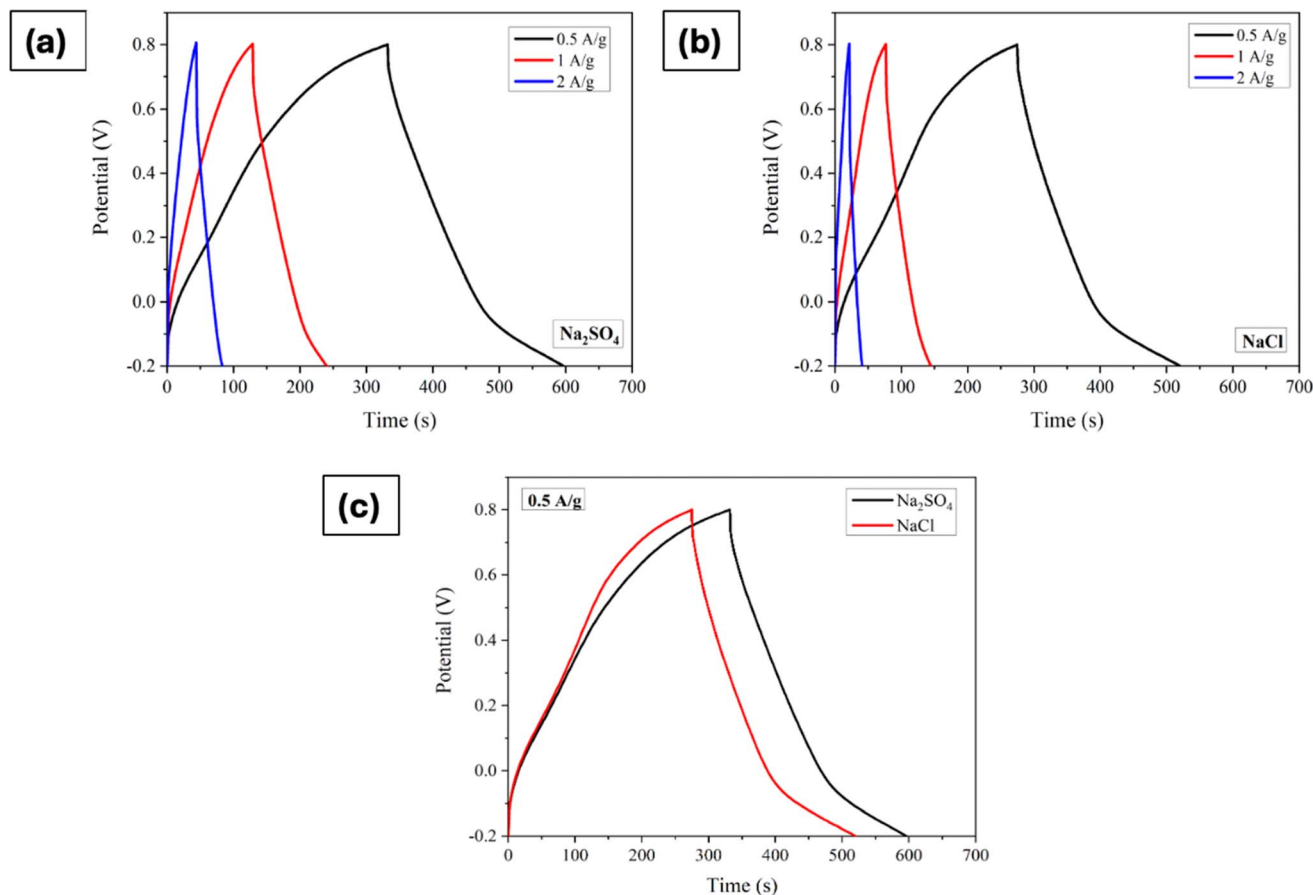 (a)
0.5 A/g
1 A/g
2 A/g
Potential (V)
0.8
0.6
0.4
0.2
0.0
-0.2
Na₂SO₄
0 100 200 300 400 500 600 700
Time (s)
(b)
0.5 A/g
1 A/g
2 A/g
Potential (V)
0.8
0.6
0.4
0.2
0.0
-0.2
NaCl
0 100 200 300 400 500 600 700
Time (s)
(c)
0.5 A/g
Na₂SO₄
NaCl
Potential (V)
0.8
0.6
0.4
0.2
0.0
-0.2
0 100 200 300 400 500 600 700
Time (s)